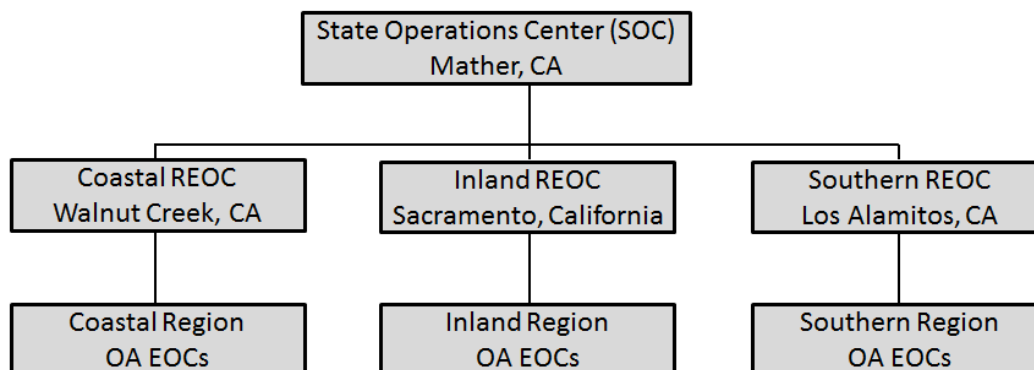 State Operations Center (SOC)
Mather, CA
Coastal REOC
Walnut Creek, CA
Inland REOC
Sacramento, California
Southern REOC
Los Alamitos, CA
Coastal Region
OA EOCs
Inland Region
OA EOCs
Southern Region
OA EOCs